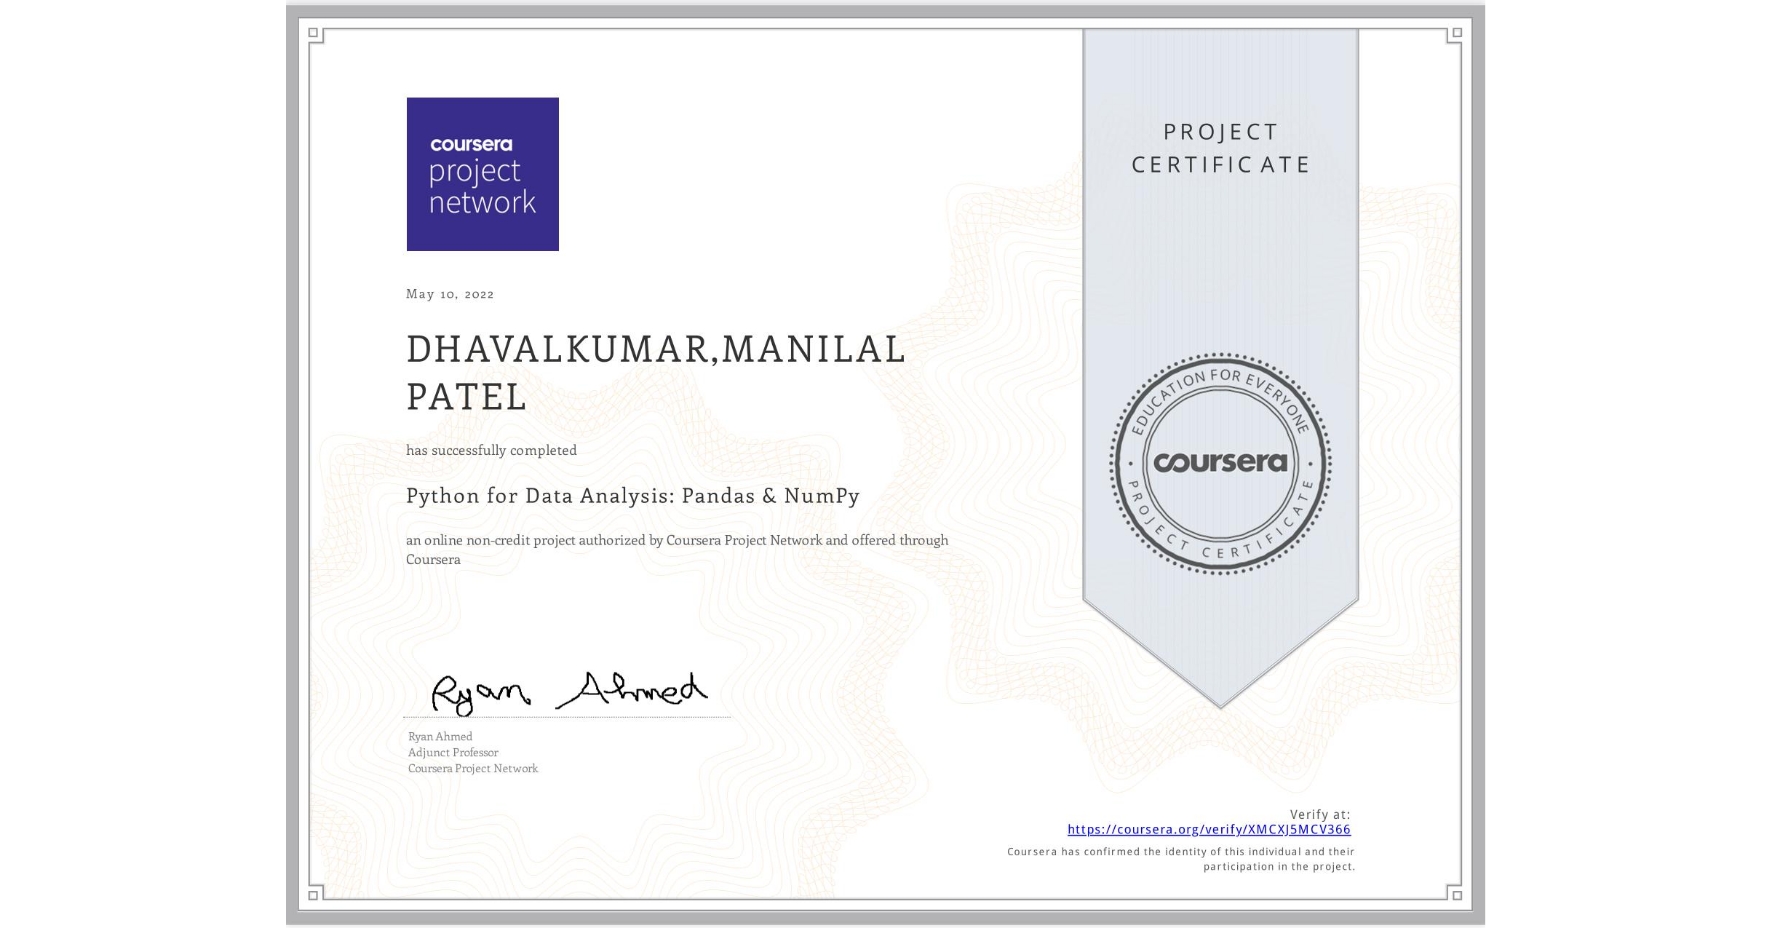 coursera
project
network
PROJECT
CERTIFICATE
May 10, 2022
DHAVALKUMAR,MANILAL
PATEL
has successfully completed
Python for Data Analysis: Pandas & NumPy
an online non-credit project authorized by Coursera Project Network and offered through
Coursera
EDUCATION FOR EVERYONE
coursera
PROJECT CERTIFICATE
Ryan Ahmed
Ryan Ahmed
Adjunct Professor
Coursera Project Network
Verify at:
https://coursera.org/verify/XMCXJ5MCV366
Coursera has confirmed the identity of this individual and their
participation in the project.